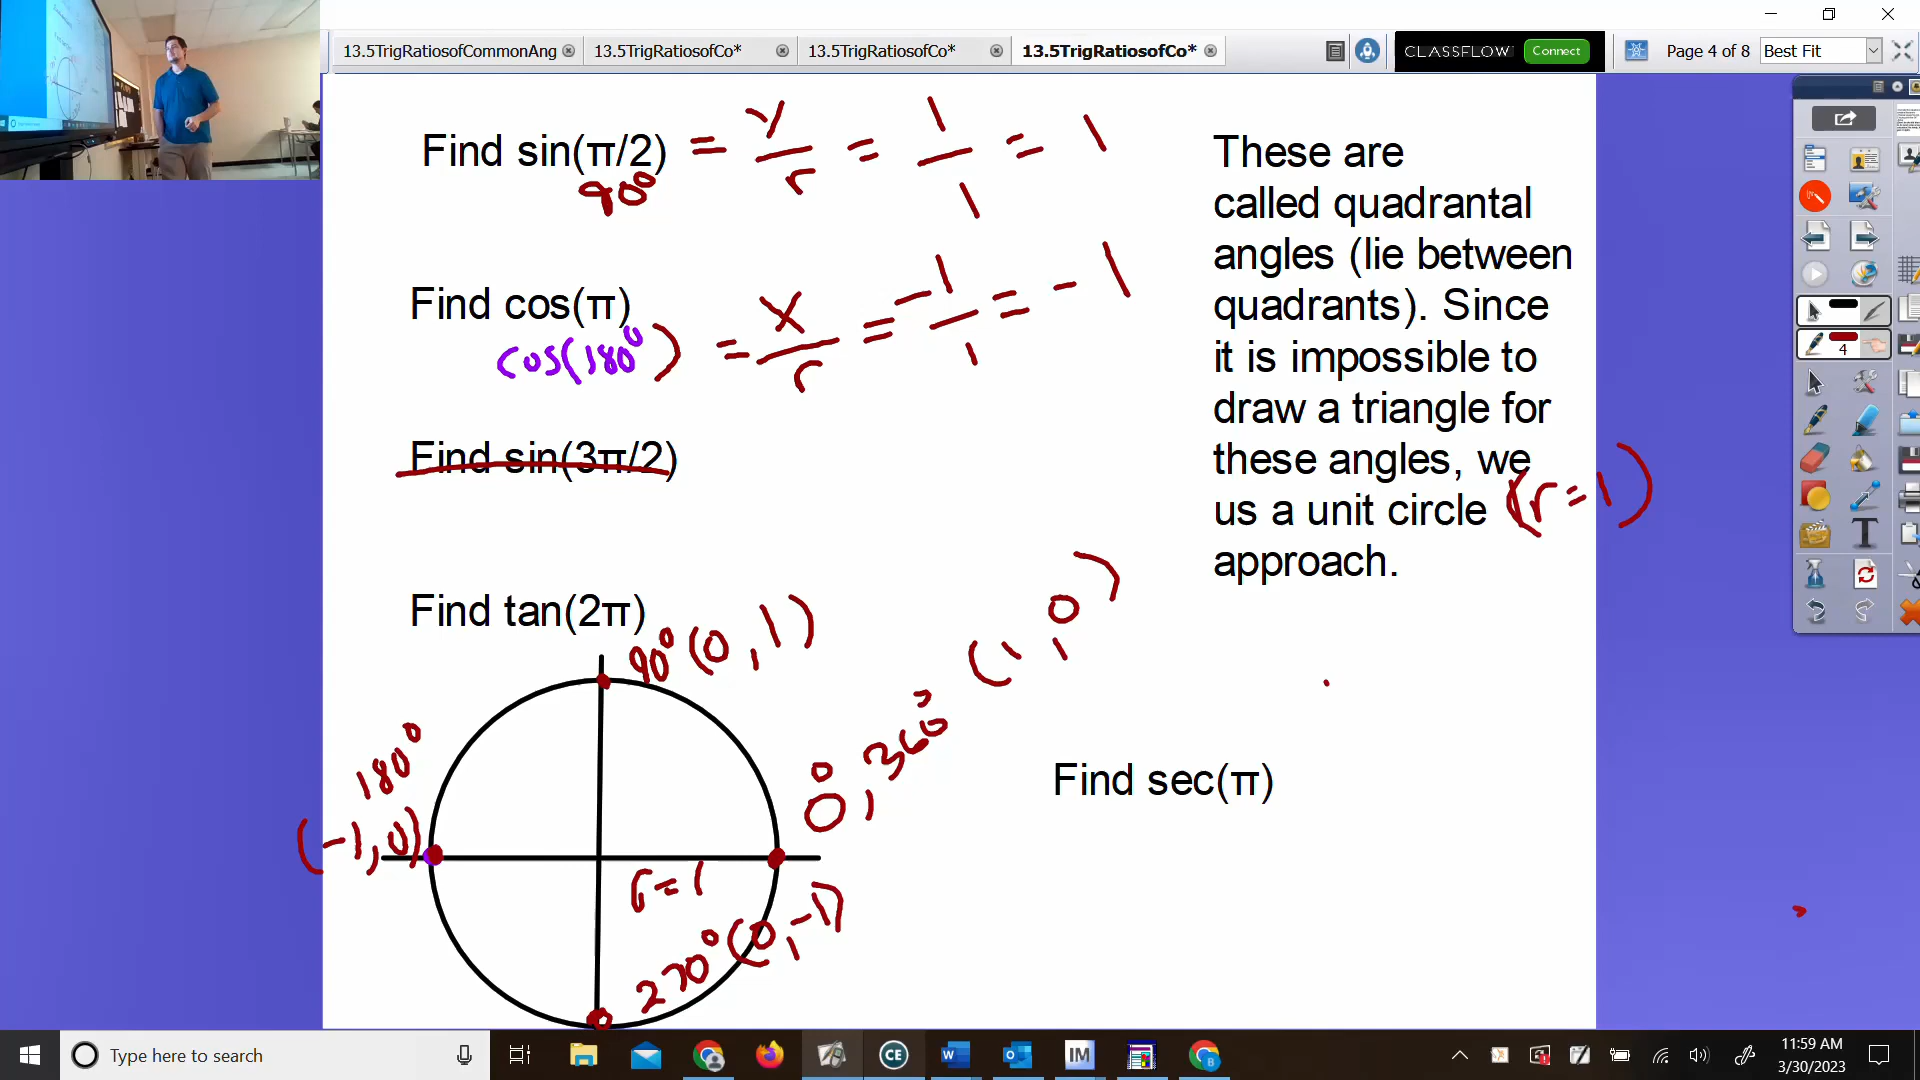 13.5TrigRatiosofCommonAng
13.5TrigRatiosofCo*
13.5TrigRatiosofCo*
13.5TrigRatiosofCo*
CLASSFLOW
Connect
Page 4 of 8
Best Fit
Find sin(π/2) = y/r = 1/1 = 1
90°
Find cos(π)
cos(180°) = x/r = -1/1 = -1
Find sin(3π/2)
Find tan(2π)
These are
called quadrantal
angles (lie between
quadrants). Since
it is impossible to
draw a triangle for
these angles, we
us a unit circle (r=1)
approach.
90° (0,1)
(1,0)
180°
(-1,0)
0°, 360°
r=1
270° (0,-1)
Find sec(π)
4
T
Type here to search
CE
W
IM
B
11:59 AM
3/30/2023